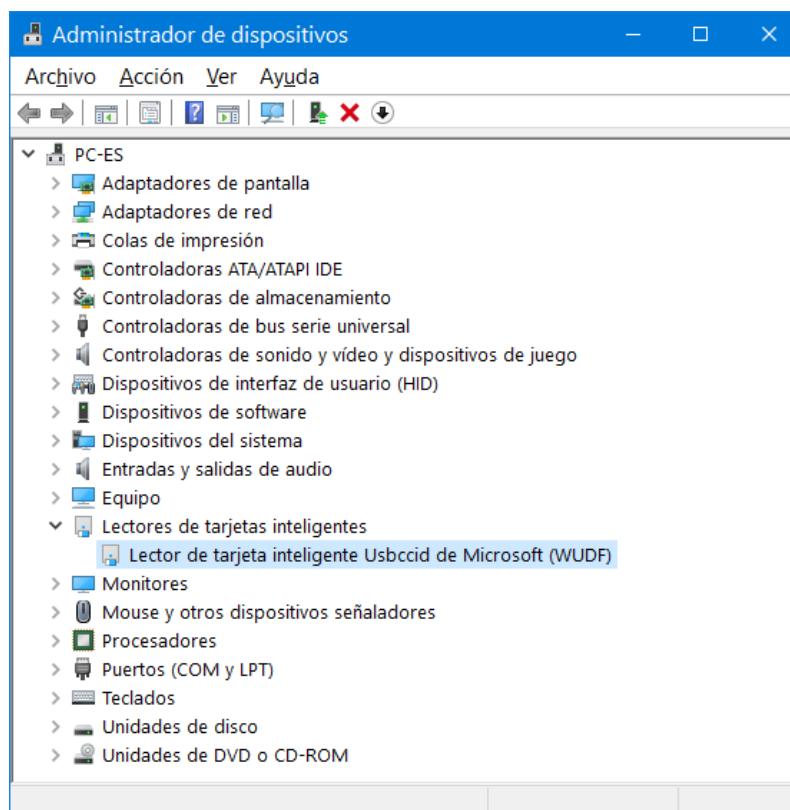 Administrador de dispositivos
Archivo Acción Ver Ayuda
PC-ES
Adaptadores de pantalla
Adaptadores de red
Colas de impresión
Controladoras ATA/ATAPI IDE
Controladoras de almacenamiento
Controladoras de bus serie universal
Controladoras de sonido y vídeo y dispositivos de juego
Dispositivos de interfaz de usuario (HID)
Dispositivos de software
Dispositivos del sistema
Entradas y salidas de audio
Equipo
Lectores de tarjetas inteligentes
Lector de tarjeta inteligente Usbccid de Microsoft (WUDF)
Monitores
Mouse y otros dispositivos señaladores
Procesadores
Puertos (COM y LPT)
Teclados
Unidades de disco
Unidades de DVD o CD-ROM